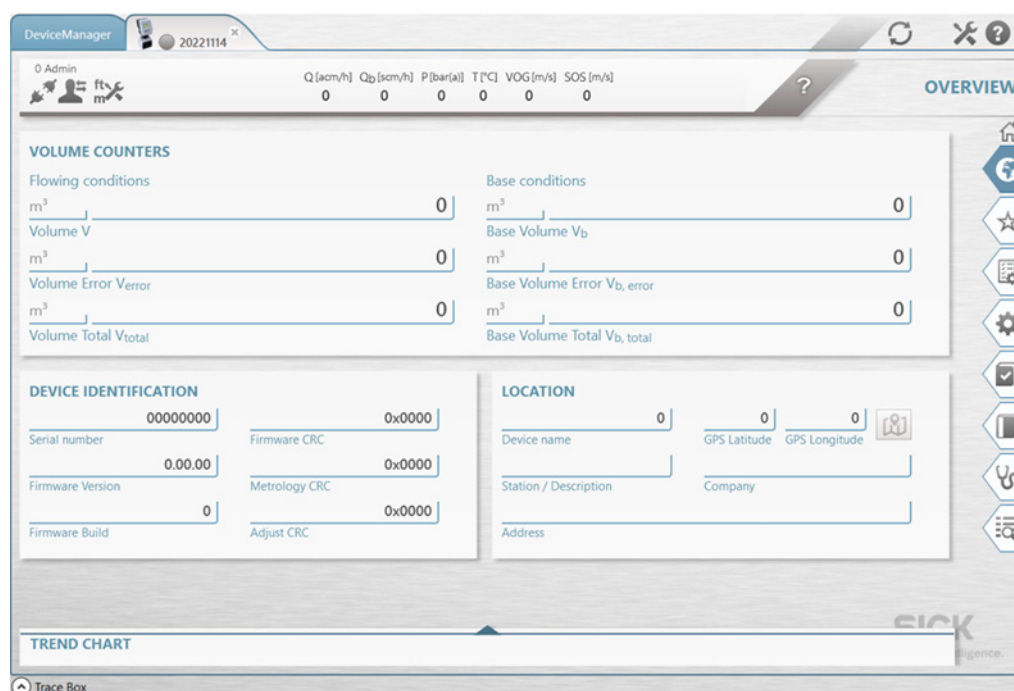 DeviceManager 20221114
0 Admin
Q [acm/h] Qb [scm/h] P [bar(a)] T [°C] VOG [m/s] SOS [m/s]
0 0 0 0 0 0
?
OVERVIEW
VOLUME COUNTERS
Flowing conditions
m³ 0
Volume V
m³ 0
Volume Error Verror
m³ 0
Volume Total Vtotal
Base conditions
m³ 0
Base Volume Vb
m³ 0
Base Volume Error Vb, error
m³ 0
Base Volume Total Vb, total
DEVICE IDENTIFICATION
00000000 0x0000
Serial number Firmware CRC
0.00.00 0x0000
Firmware Version Metrology CRC
0 0x0000
Firmware Build Adjust CRC
LOCATION
0 0 0
Device name GPS Latitude GPS Longitude
Station / Description Company
Address
SICK
TREND CHART
Trace Box